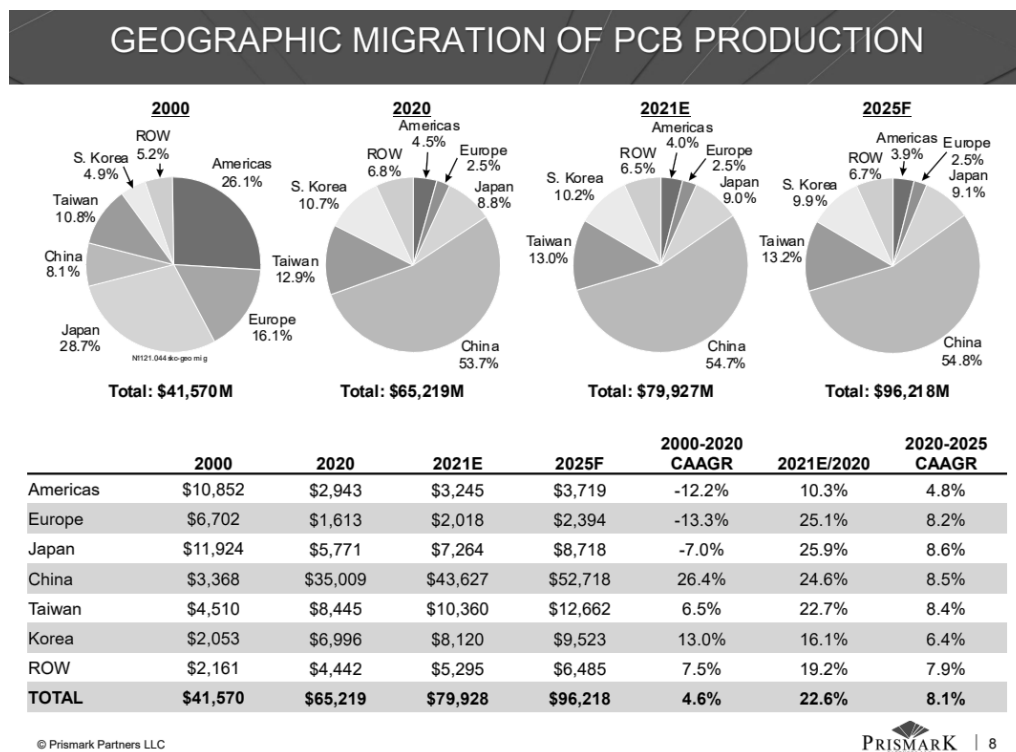 GEOGRAPHIC MIGRATION OF PCB PRODUCTION
2000
ROW
5.2%
S. Korea
4.9%
Americas
26.1%
Taiwan
10.8%
China
8.1%
Japan
28.7%
Europe
16.1%
Total: $41,570M
2020
Americas
4.5%
ROW
6.8%
Europe
2.5%
S. Korea
10.7%
Japan
8.8%
Taiwan
12.9%
China
53.7%
Total: $65,219M
2021E
Americas
4.0%
ROW
6.5%
Europe
2.5%
S. Korea
10.2%
Japan
9.0%
Taiwan
13.0%
China
54.7%
Total: $79,927M
2025F
Americas
3.9%
ROW
6.7%
Europe
2.5%
S. Korea
9.9%
Japan
9.1%
Taiwan
13.2%
China
54.8%
Total: $96,218M
2000 2020 2021E 2025F 2000-2020 CAAGR 2021E/2020 2020-2025 CAAGR
Americas $10,852 $2,943 $3,245 $3,719 -12.2% 10.3% 4.8%
Europe $6,702 $1,613 $2,018 $2,394 -13.3% 25.1% 8.2%
Japan $11,924 $5,771 $7,264 $8,718 -7.0% 25.9% 8.6%
China $3,368 $35,009 $43,627 $52,718 26.4% 24.6% 8.5%
Taiwan $4,510 $8,445 $10,360 $12,662 6.5% 22.7% 8.4%
Korea $2,053 $6,996 $8,120 $9,523 13.0% 16.1% 6.4%
ROW $2,161 $4,442 $5,295 $6,485 7.5% 19.2% 7.9%
TOTAL $41,570 $65,219 $79,928 $96,218 4.6% 22.6% 8.1%
© Prismark Partners LLC
PRISMARK | 8